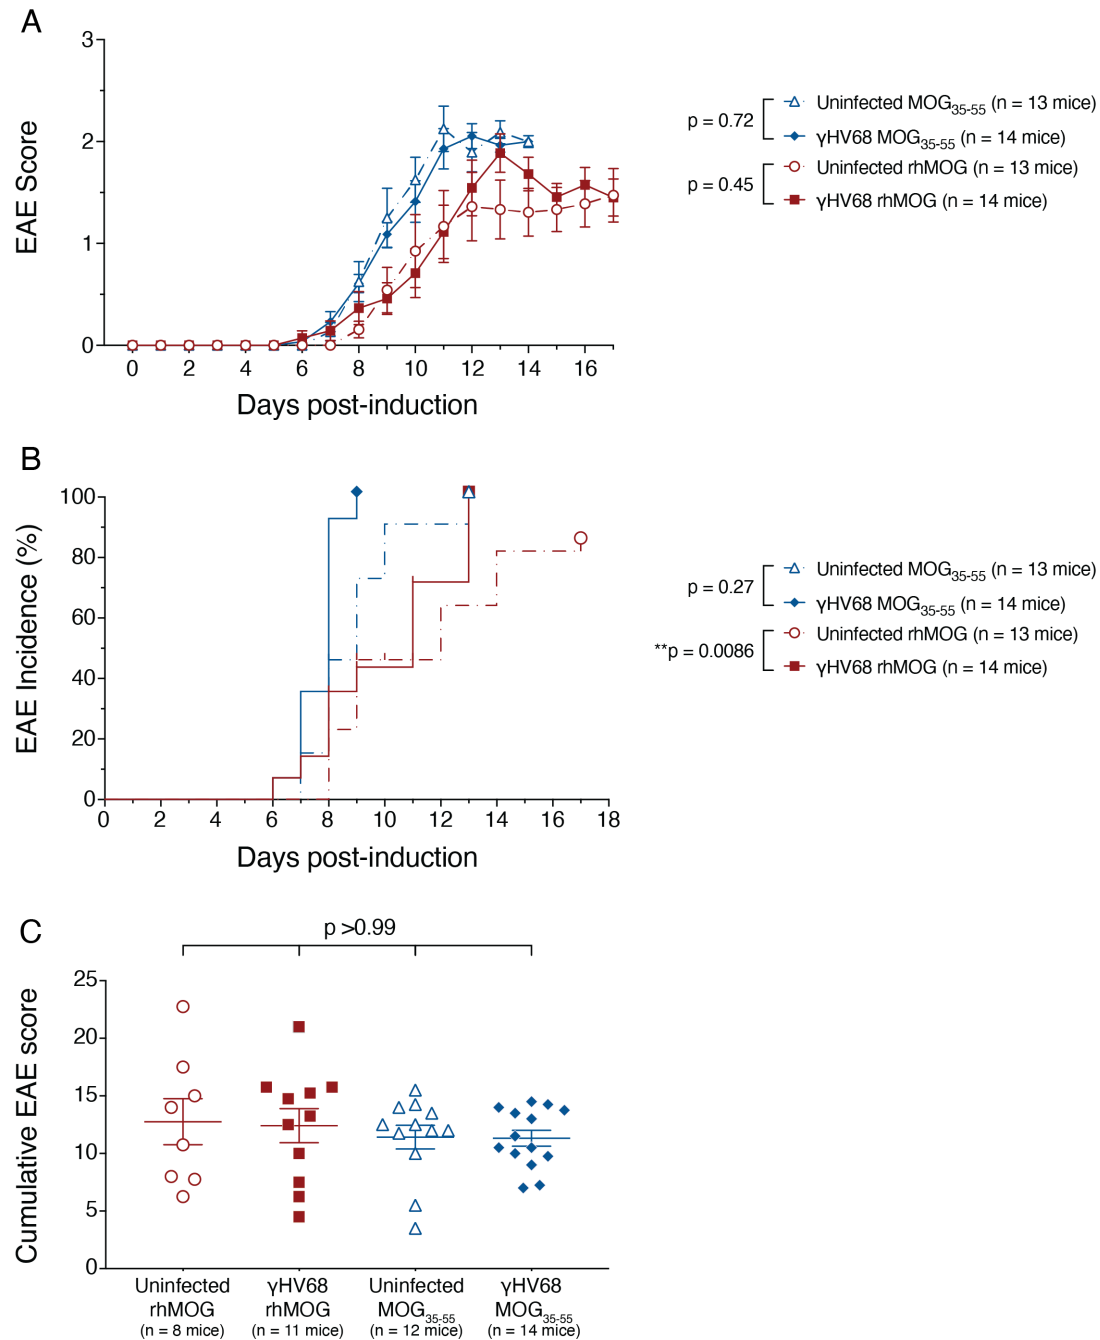 A
3
2
1
0
EAE Score
0 2 4 6 8 10 12 14 16
Days post-induction
p = 0.72
p = 0.45
Uninfected MOG35-55 (n = 13 mice)
γHV68 MOG35-55 (n = 14 mice)
Uninfected rhMOG (n = 13 mice)
γHV68 rhMOG (n = 14 mice)
B
100
80
60
40
20
0
EAE Incidence (%)
0 2 4 6 8 10 12 14 16 18
Days post-induction
p = 0.27
**p = 0.0086
Uninfected MOG35-55 (n = 13 mice)
γHV68 MOG35-55 (n = 14 mice)
Uninfected rhMOG (n = 13 mice)
γHV68 rhMOG (n = 14 mice)
C
p >0.99
25
20
15
10
5
0
Cumulative EAE score
Uninfected
rhMOG
(n = 8 mice)
γHV68
rhMOG
(n = 11 mice)
Uninfected
MOG35-55
(n = 12 mice)
γHV68
MOG35-55
(n = 14 mice)